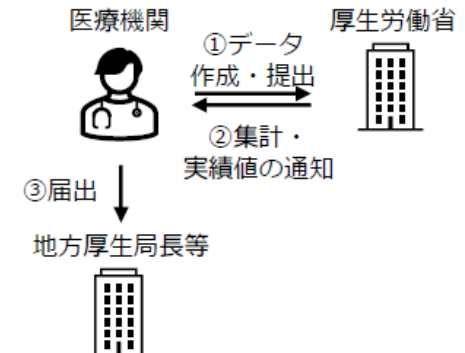 医療機関
厚生労働省
①データ
作成・提出
②集計・
実績値の通知
③届出
地方厚生局長等